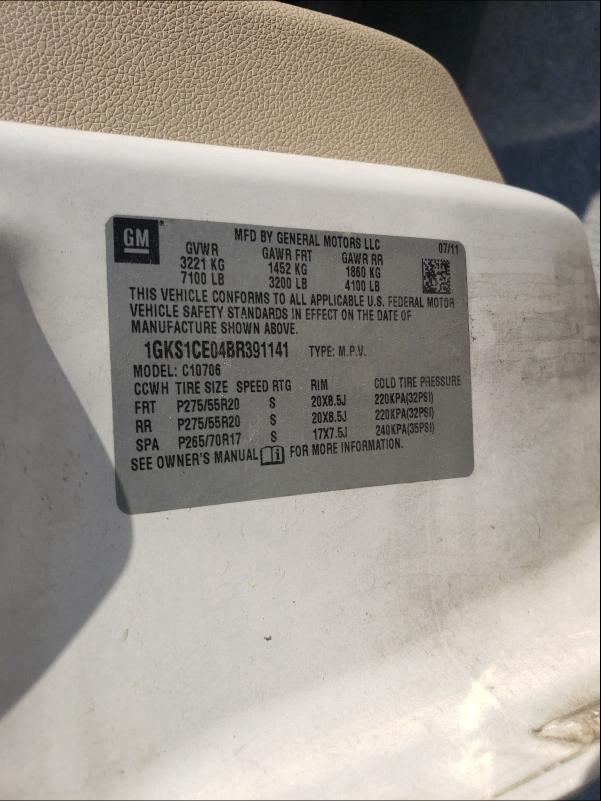 GM ®
MFD BY GENERAL MOTORS LLC 07/11
GVWR GAWR FRT GAWR RR
3221 KG 1452 KG 1860 KG
7100 LB 3200 LB 4100 LB
THIS VEHICLE CONFORMS TO ALL APPLICABLE U.S. FEDERAL MOTOR
VEHICLE SAFETY STANDARDS IN EFFECT ON THE DATE OF
MANUFACTURE SHOWN ABOVE.
1GKS1CE04BR391141 TYPE: M.P.V.
MODEL: C10706
CCWH TIRE SIZE SPEED RTG RIM COLD TIRE PRESSURE
FRT P275/55R20 S 20X8.5J 220KPA(32PSI)
RR P275/55R20 S 20X8.5J 220KPA(32PSI)
SPA P265/70R17 S 17X7.5J 240KPA(35PSI)
SEE OWNER'S MANUAL i FOR MORE INFORMATION.